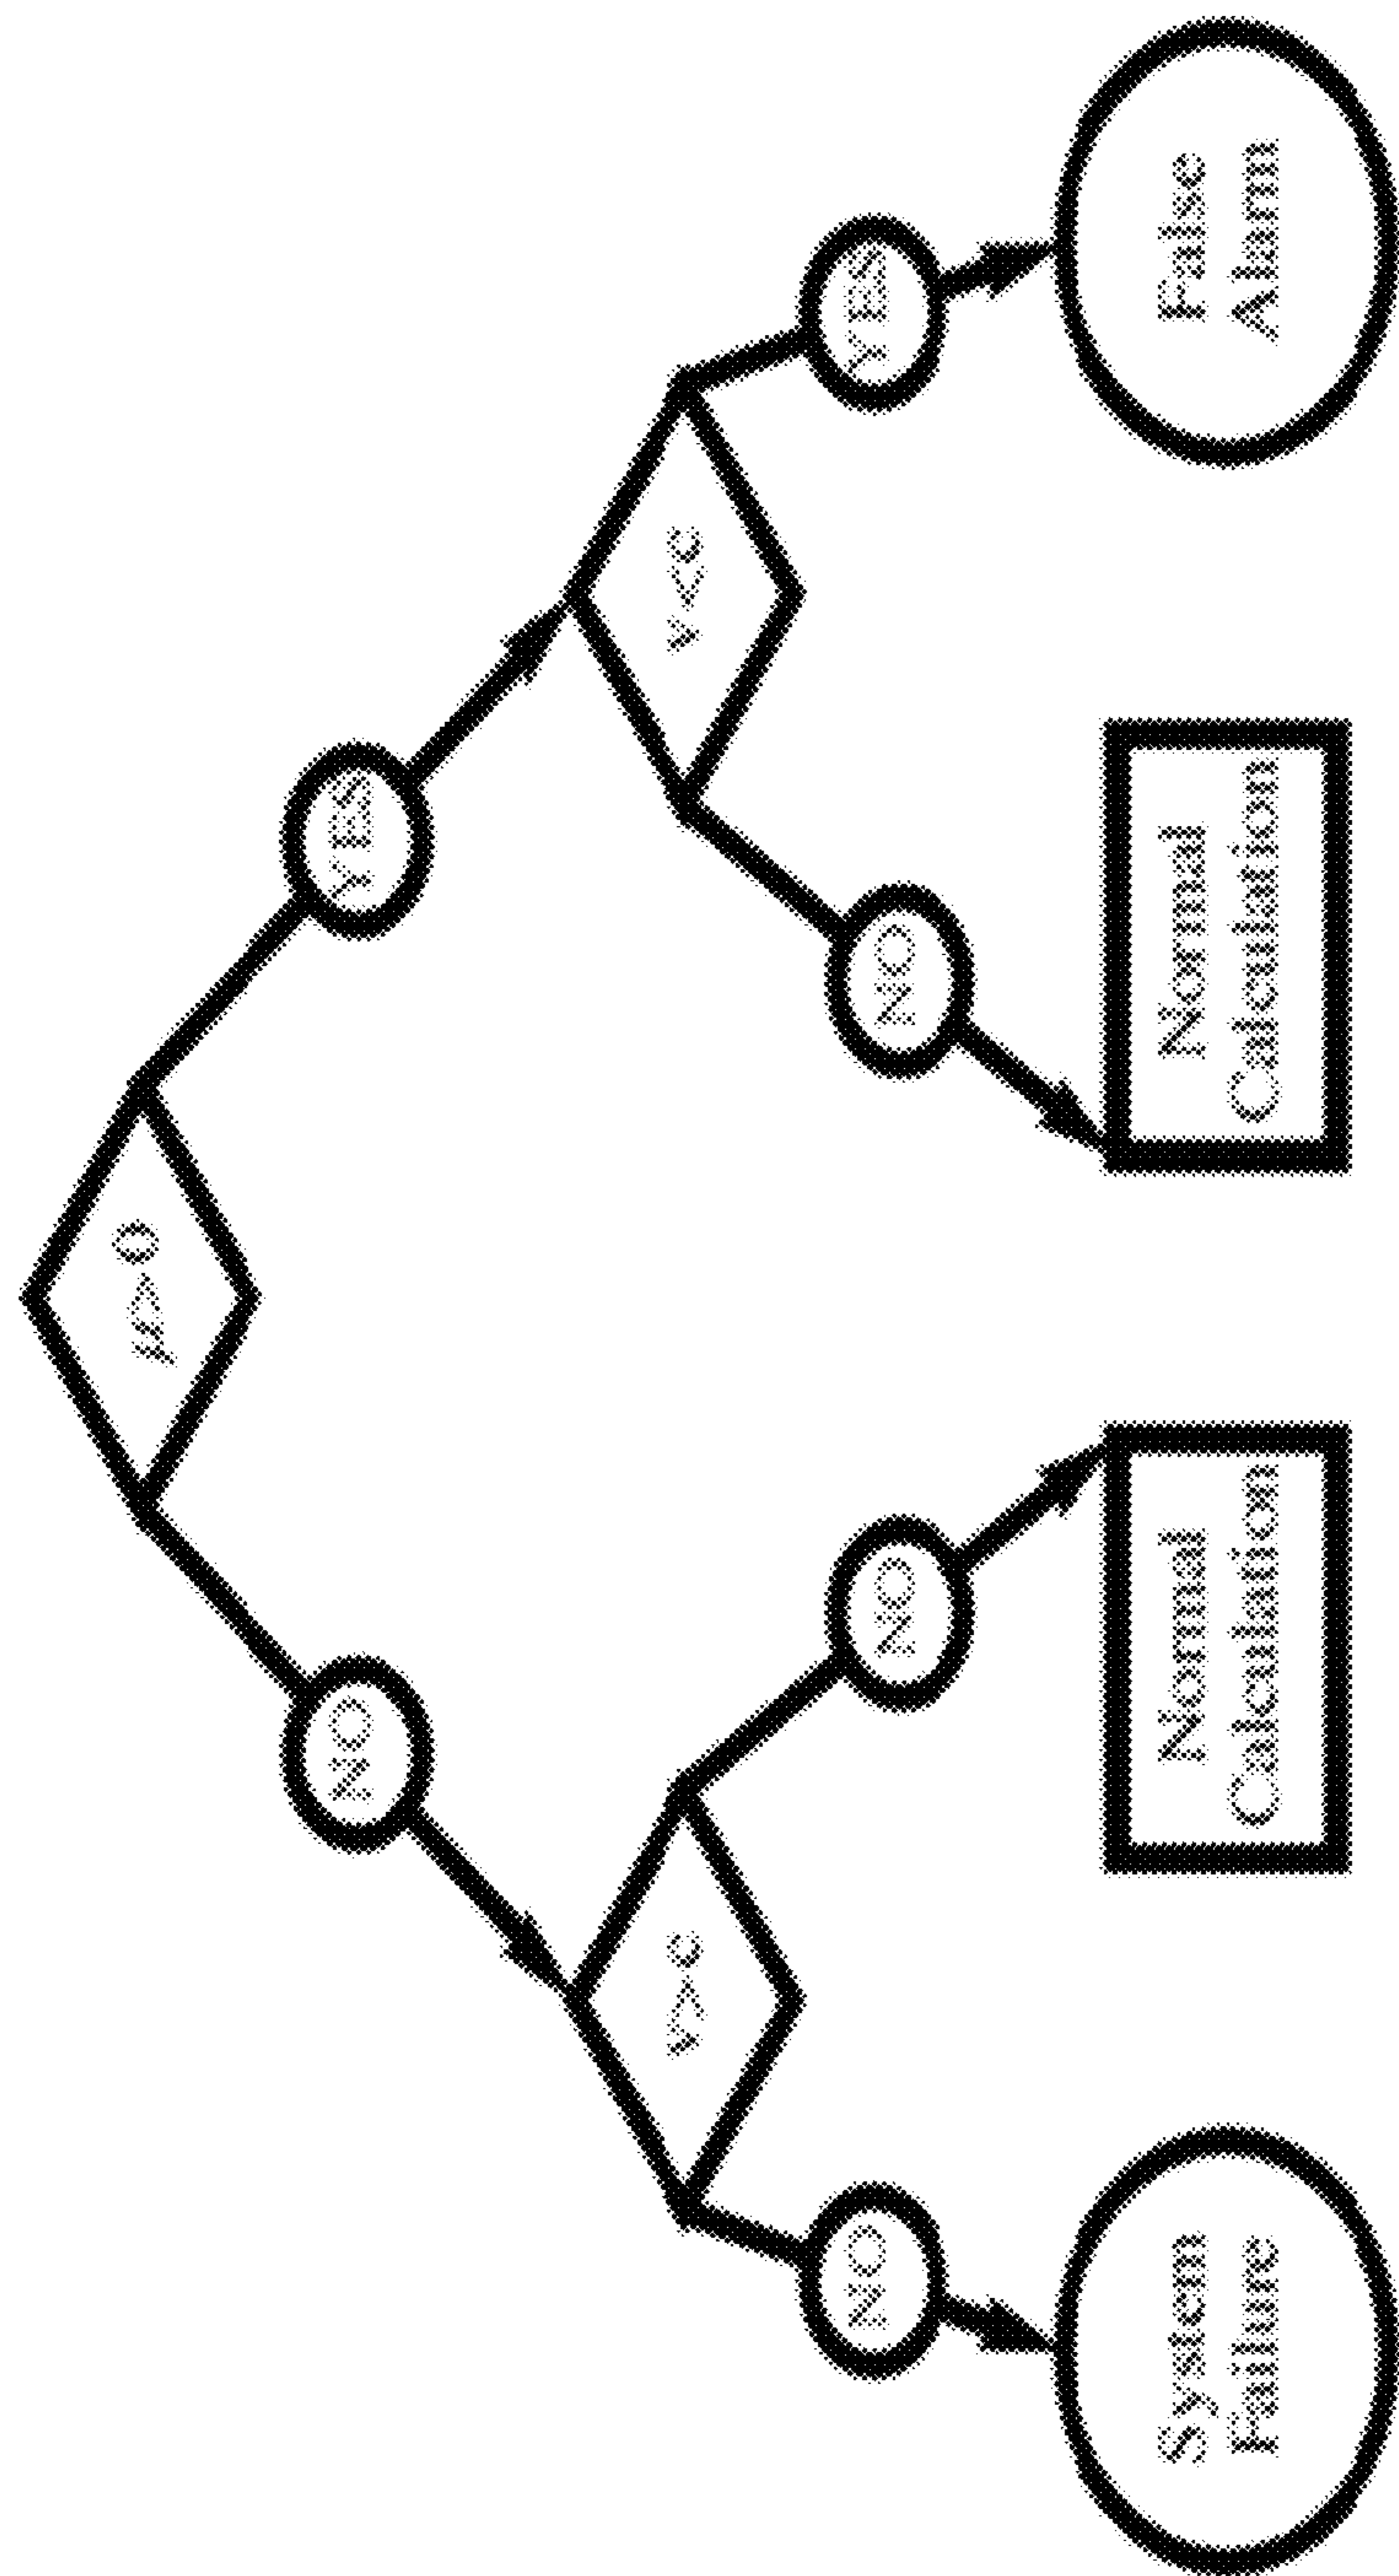 μ>0
NO
YES
v>c
v <c
NO
NO
NO
YES
System
Failure
Normal
Calculation
Normal
Calculation
False
Alarm